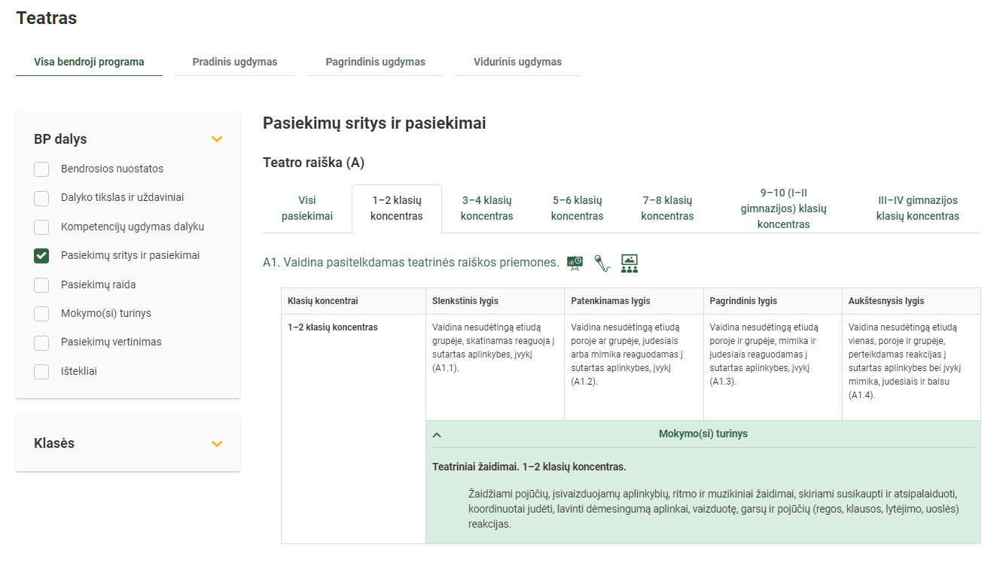 Teatras
Visa bendroji programa
Pradinis ugdymas
Pagrindinis ugdymas
Vidurinis ugdymas
BP dalys
Bendrosios nuostatos
Dalyko tikslas ir uždaviniai
Kompetencijų ugdymas dalyku
Pasiekimų sritys ir pasiekimai
Pasiekimų raida
Mokymo(si) turinys
Pasiekimų vertinimas
Ištekliai
Klasės
Pasiekimų sritys ir pasiekimai
Teatro raiška (A)
Visi
pasiekimai
1–2 klasių
koncentras
3–4 klasių
koncentras
5–6 klasių
koncentras
7–8 klasių
koncentras
9–10 (I–II
gimnazijos) klasių
koncentras
III–IV gimnazijos
klasių koncentras
A1. Vaidina pasitelkdamas teatrinės raiškos priemones.
Klasių koncentrai
Slenkstinis lygis
Patenkinamas lygis
Pagrindinis lygis
Aukštesnysis lygis
1–2 klasių koncentras
Vaidina nesudėtingą etiudą
grupėje, skatinamas reaguoja į
sutartas aplinkybes, įvykį
(A1.1).
Vaidina nesudėtingą etiudą
poroje ar grupėje, judesiais
arba mimika reaguodamas į
sutartas aplinkybes, įvykį
(A1.2).
Vaidina nesudėtingą etiudą
poroje ir grupėje, mimika ir
judesiais reaguodamas į
sutartas aplinkybes, įvykį
(A1.3).
Vaidina nesudėtingą etiudą
vienas, poroje ir grupėje,
perteikdamas reakcijas į
sutartas aplinkybes bei įvykį
mimika, judesiais ir balsu
(A1.4).
Mokymo(si) turinys
Teatriniai žaidimai. 1–2 klasių koncentras.
Žaidžiami pojūčių, įsivaizduojamų aplinkybių, ritmo ir muzikiniai žaidimai, skiriami susikaupti ir atsipalaiduoti,
koordinuotai judėti, lavinti dėmesingumą aplinkai, vaizduotę, garsų ir pojūčių (regos, klausos, lytėjimo, uoslės)
reakcijas.